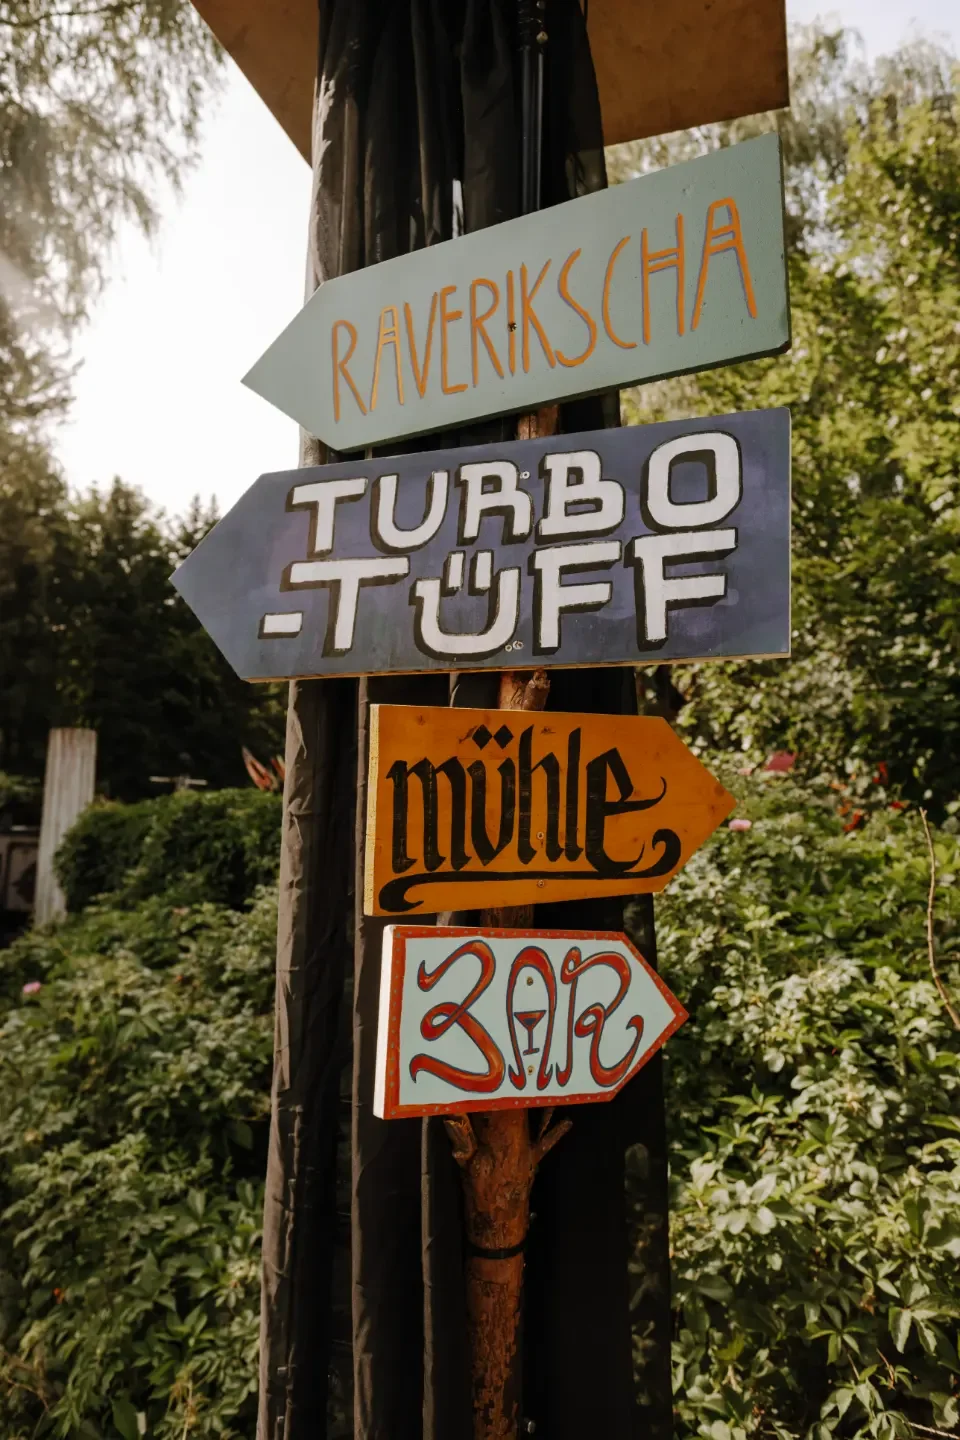 RAVERIKSCHA
TURBO
-TÜFF
mühle
BAR